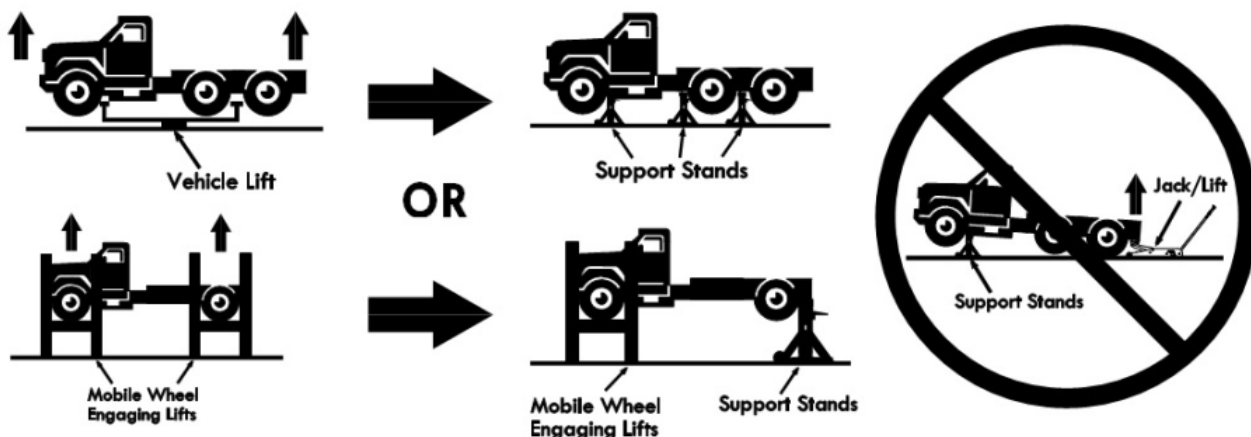 Vehicle Lift
Support Stands
OR
Mobile Wheel
Engaging Lifts
Mobile Wheel
Engaging Lifts
Support Stands
Jack/Lift
Support Stands